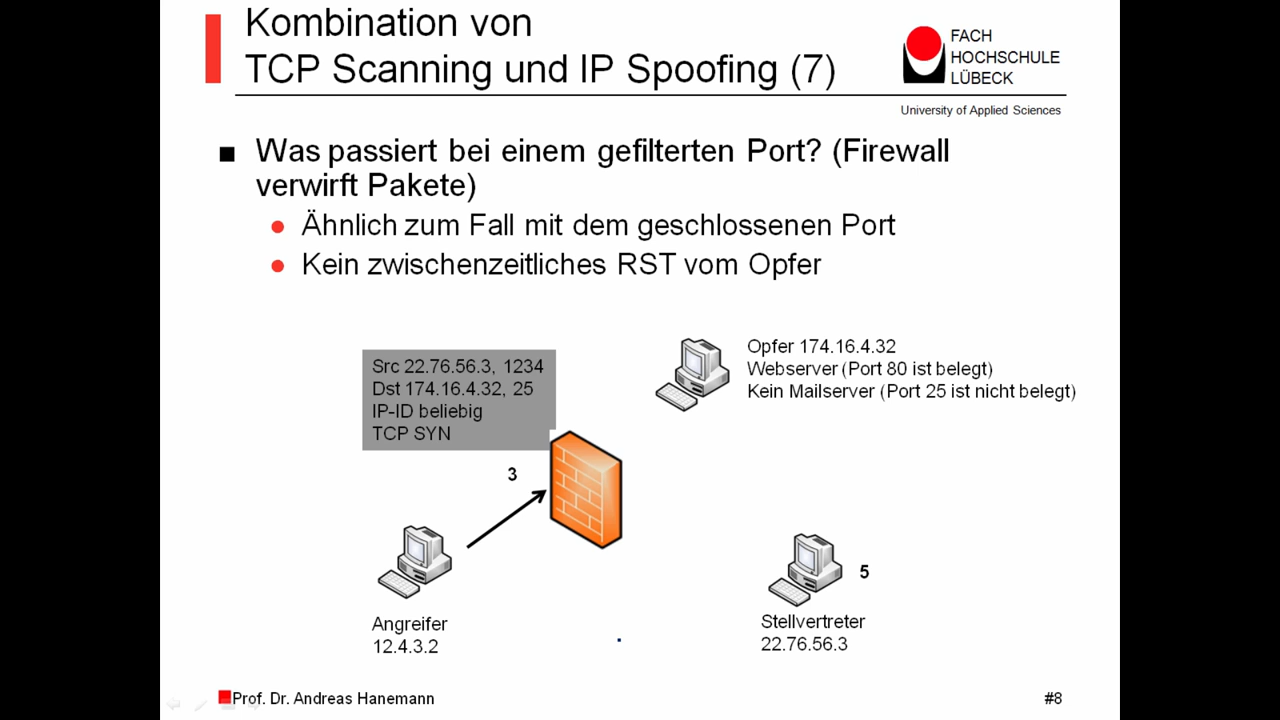 Kombination von
TCP Scanning und IP Spoofing (7)
FACH
HOCHSCHULE
LÜBECK
University of Applied Sciences
Was passiert bei einem gefilterten Port? (Firewall
verwirft Pakete)
Ähnlich zum Fall mit dem geschlossenen Port
Kein zwischenzeitliches RST vom Opfer
Opfer 174.16.4.32
Webserver (Port 80 ist belegt)
Kein Mailserver (Port 25 ist nicht belegt)
Src 22.76.56.3, 1234
Dst 174.16.4.32, 25
IP-ID beliebig
TCP SYN
3
5
Angreifer
12.4.3.2
Stellvertreter
22.76.56.3
Prof. Dr. Andreas Hanemann
#8